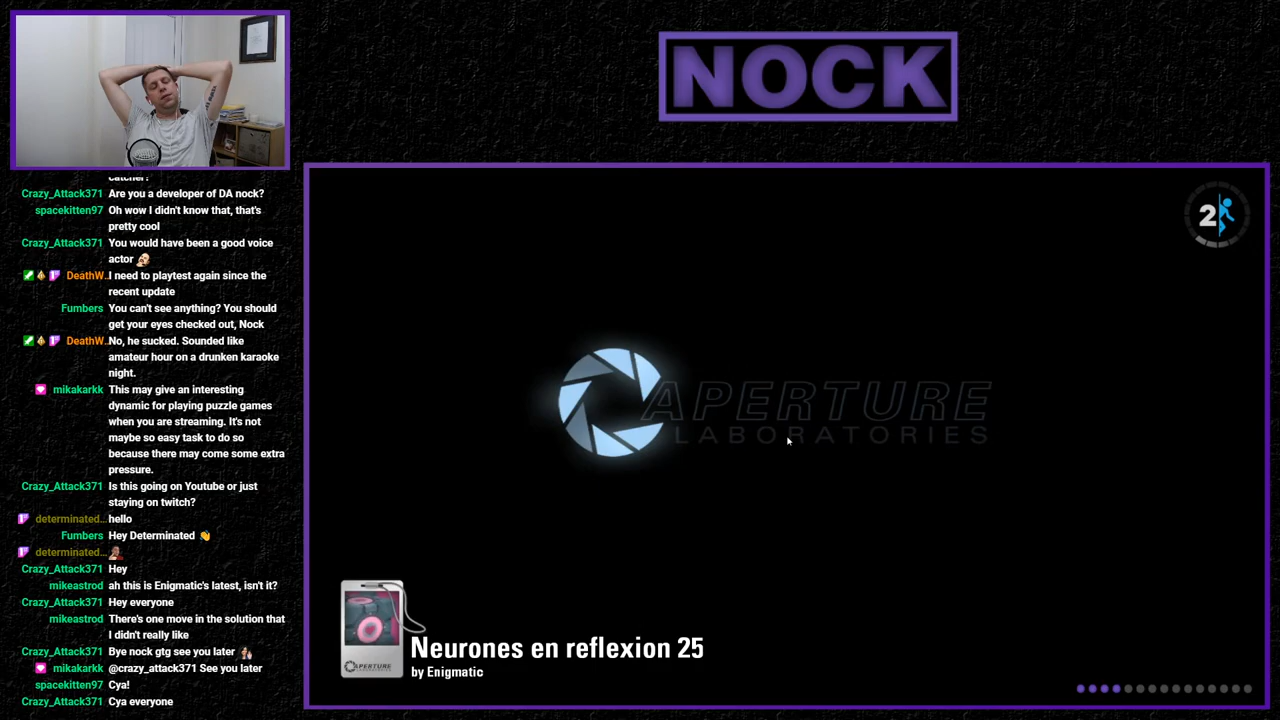 NOCK
catcher?
Crazy_Attack371 Are you a developer of DA nock?
spacekitten97 Oh wow I didn't know that, that's
pretty cool
Crazy_Attack371 You would have been a good voice
actor
DeathW.. I need to playtest again since the
recent update
Fumbers You can't see anything? You should
get your eyes checked out, Nock
DeathW.. No, he sucked. Sounded like
amateur hour on a drunken karaoke
night.
mikakarkk This may give an interesting
dynamic for playing puzzle games
when you are streaming. It's not
maybe so easy task to do so
because there may come some extra
pressure.
Crazy_Attack371 Is this going on Youtube or just
staying on twitch?
determinated... hello
Fumbers Hey Determinated 👋
determinated...
Crazy_Attack371 Hey
mikeastrod ah this is Enigmatic's latest, isn't it?
Crazy_Attack371 Hey everyone
mikeastrod There's one move in the solution that
I didn't really like
Crazy_Attack371 Bye nock gtg see you later
mikakarkk @crazy_attack371 See you later
spacekitten97 Cya!
Crazy_Attack371 Cya everyone
2
APERTURE
LABORATORIES
APERTURE
Neurones en reflexion 25
by Enigmatic